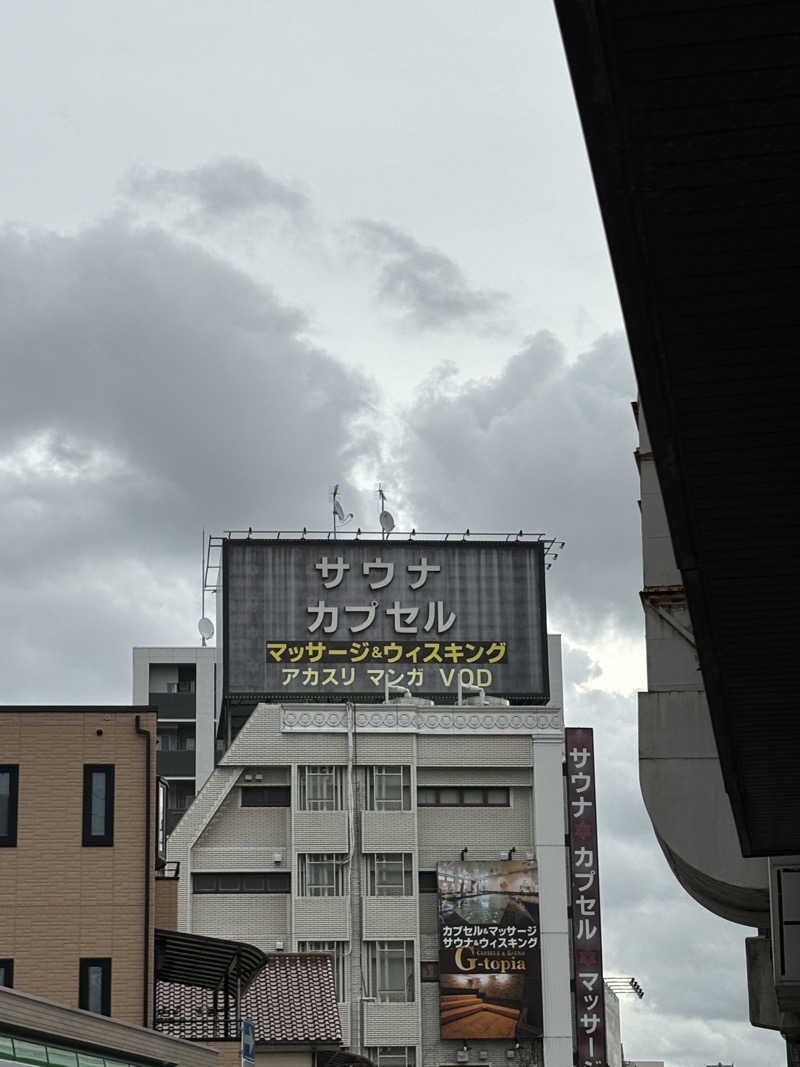 サウナ
カプセル
マッサージ&ウィスキング
アカスリ マンガ VOD
サウナ カプセル マッサー
カプセル&マッサージ
サウナ&ウィスキング
CAPSULE & SAUNA
G-topia